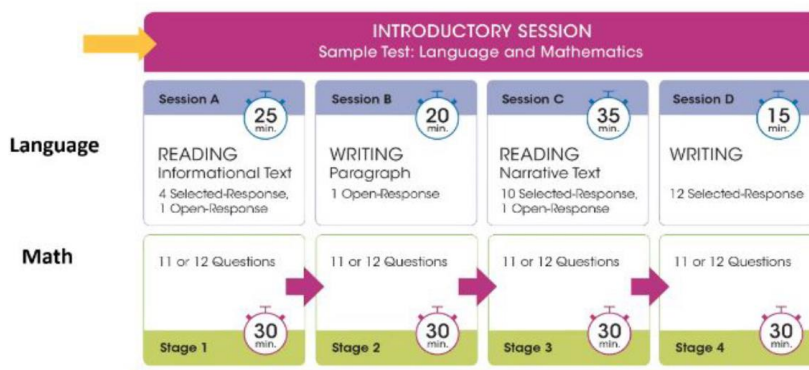 INTRODUCTORY SESSION
Sample Test: Language and Mathematics
Language
Session A
25
min.
READING
Informational Text
4 Selected-Response,
1 Open-Response
Session B
20
min.
WRITING
Paragraph
1 Open-Response
Session C
35
min.
READING
Narrative Text
10 Selected-Response,
1 Open-Response
Session D
15
min.
WRITING
12 Selected-Response
Math
11 or 12 Questions
30
min.
Stage 1
11 or 12 Questions
30
min.
Stage 2
11 or 12 Questions
30
min.
Stage 3
11 or 12 Questions
30
min.
Stage 4